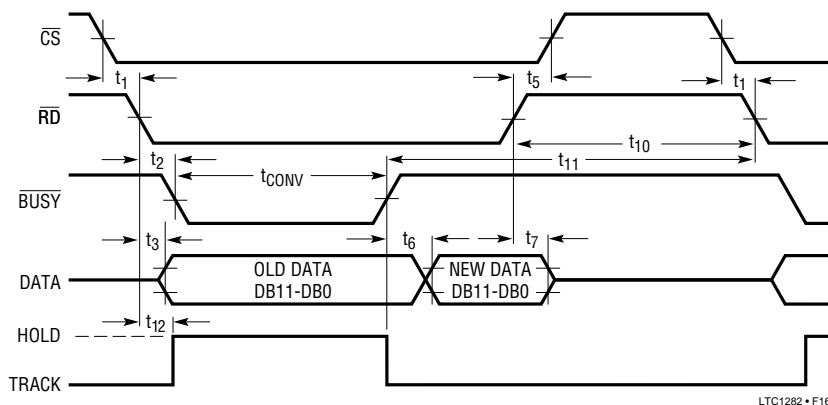 CS
t1
t5
t1
RD
t10
t2
tCONV
t11
BUSY
t3
t6
t7
DATA
OLD DATA
DB11-DB0
NEW DATA
DB11-DB0
t12
HOLD
TRACK
LTC1282 • F16